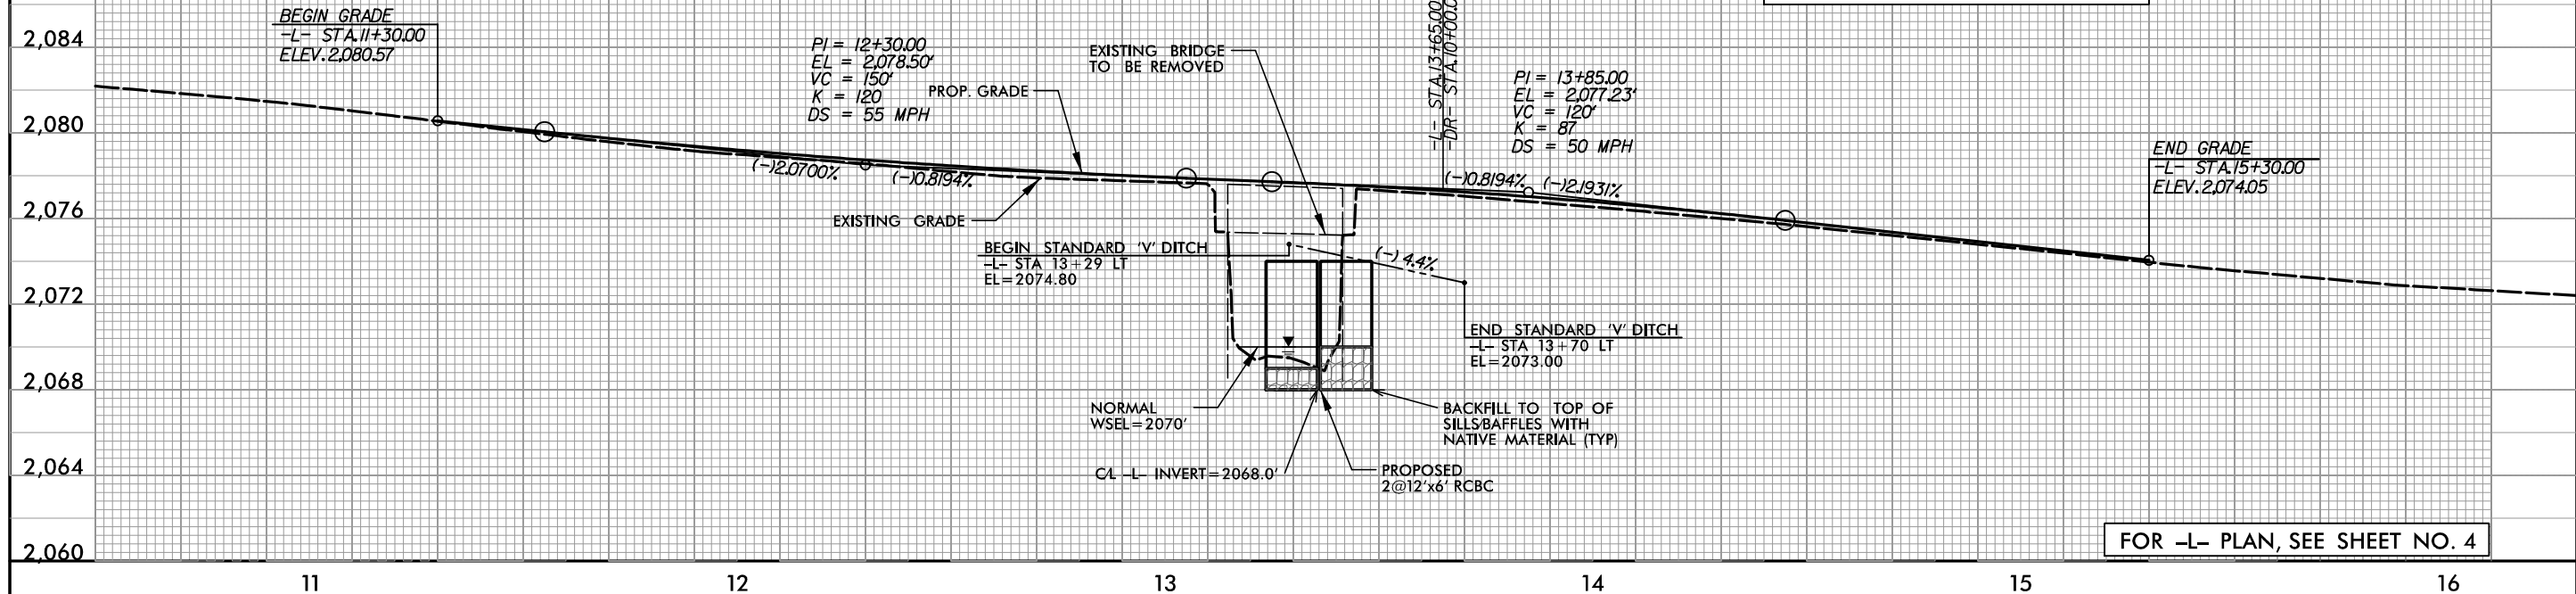 BEGIN GRADE
-L- STA.11+30.00
ELEV.2,080.57
PI = 12+30.00
EL = 2,078.50'
VC = 150'
K = 120
DS = 55 MPH
PROP. GRADE
EXISTING BRIDGE
TO BE REMOVED
-L- STA.13+65.00
-DR- STA.10+00.0
PI = 13+85.00
EL = 2,077.23'
VC = 120'
K = 87
DS = 50 MPH
END GRADE
-L- STA.15+30.00
ELEV.2,074.05
(-)2.0700%
(-)0.8194%
(-)0.8194%
(-)2.1931%
EXISTING GRADE
BEGIN STANDARD 'V' DITCH
-L- STA 13+29 LT
EL=2074.80
(-) 4.4%
END STANDARD 'V' DITCH
-L- STA 13+70 LT
EL=2073.00
NORMAL
WSEL=2070'
BACKFILL TO TOP OF
SILLS/BAFFLES WITH
NATIVE MATERIAL (TYP)
C/L -L- INVERT=2068.0'
PROPOSED
2@12'x6' RCBC
2,084
2,080
2,076
2,072
2,068
2,064
2,060
FOR -L- PLAN, SEE SHEET NO. 4
11
12
13
14
15
16